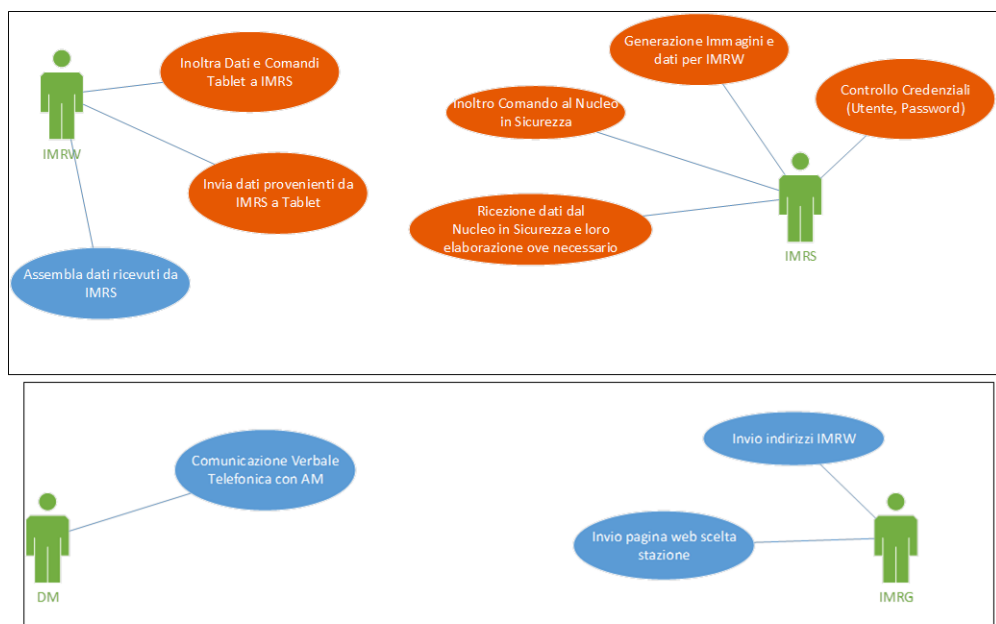 Inoltra Dati e Comandi
Tablet a IMRS
IMRW
Invia dati provenienti da
IMRS a Tablet
Assembla dati ricevuti da
IMRS
Generazione Immagini e
dati per IMRW
Inoltro Comando al Nucleo
in Sicurezza
Controllo Credenziali
(Utente, Password)
Ricezione dati dal
Nucleo in Sicurezza e loro
elaborazione ove necessario
IMRS
Comunicazione Verbale
Telefonica con AM
DM
Invio indirizzi IMRW
Invio pagina web scelta
stazione
IMRG